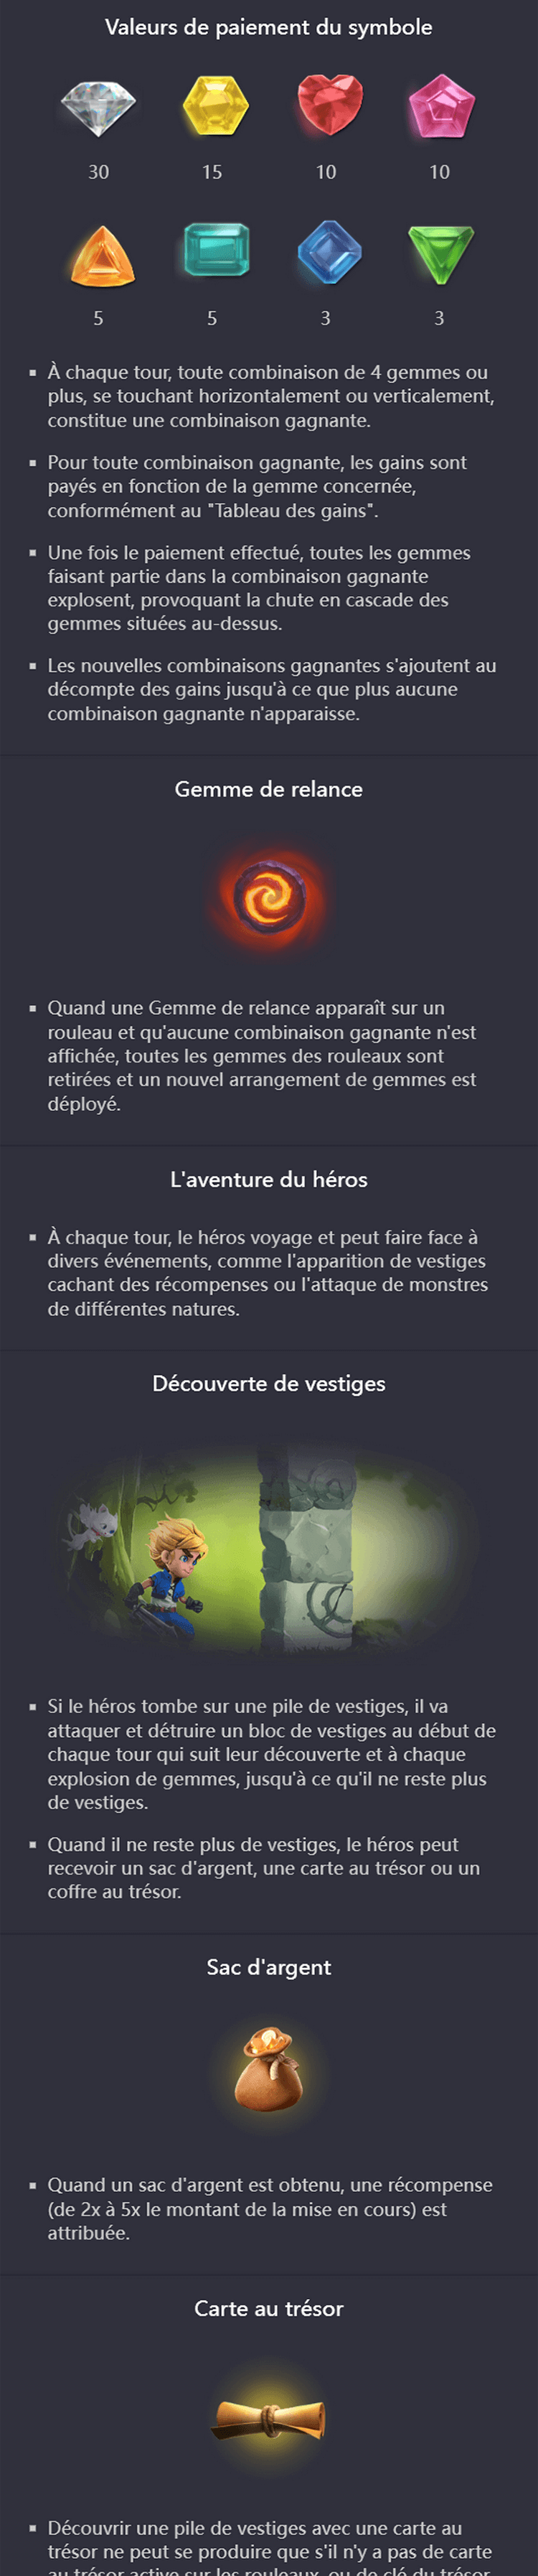 Valeurs de paiement du symbole
30 15 10 10
5 5 3 3
▪ À chaque tour, toute combinaison de 4 gemmes ou
plus, se touchant horizontalement ou verticalement,
constitue une combinaison gagnante.
▪ Pour toute combinaison gagnante, les gains sont
payés en fonction de la gemme concernée,
conformément au "Tableau des gains".
▪ Une fois le paiement effectué, toutes les gemmes
faisant partie dans la combinaison gagnante
explosent, provoquant la chute en cascade des
gemmes situées au-dessus.
▪ Les nouvelles combinaisons gagnantes s'ajoutent au
décompte des gains jusqu'à ce que plus aucune
combinaison gagnante n'apparaisse.
Gemme de relance
▪ Quand une Gemme de relance apparaît sur un
rouleau et qu'aucune combinaison gagnante n'est
affichée, toutes les gemmes des rouleaux sont
retirées et un nouvel arrangement de gemmes est
déployé.
L'aventure du héros
▪ À chaque tour, le héros voyage et peut faire face à
divers événements, comme l'apparition de vestiges
cachant des récompenses ou l'attaque de monstres
de différentes natures.
Découverte de vestiges
▪ Si le héros tombe sur une pile de vestiges, il va
attaquer et détruire un bloc de vestiges au début de
chaque tour qui suit leur découverte et à chaque
explosion de gemmes, jusqu'à ce qu'il ne reste plus
de vestiges.
▪ Quand il ne reste plus de vestiges, le héros peut
recevoir un sac d'argent, une carte au trésor ou un
coffre au trésor.
Sac d'argent
▪ Quand un sac d'argent est obtenu, une récompense
(de 2x à 5x le montant de la mise en cours) est
attribuée.
Carte au trésor
▪ Découvrir une pile de vestiges avec une carte au
trésor ne peut se produire que s'il n'y a pas de carte
au trésor active sur les rouleaux, ou de clé du trésor